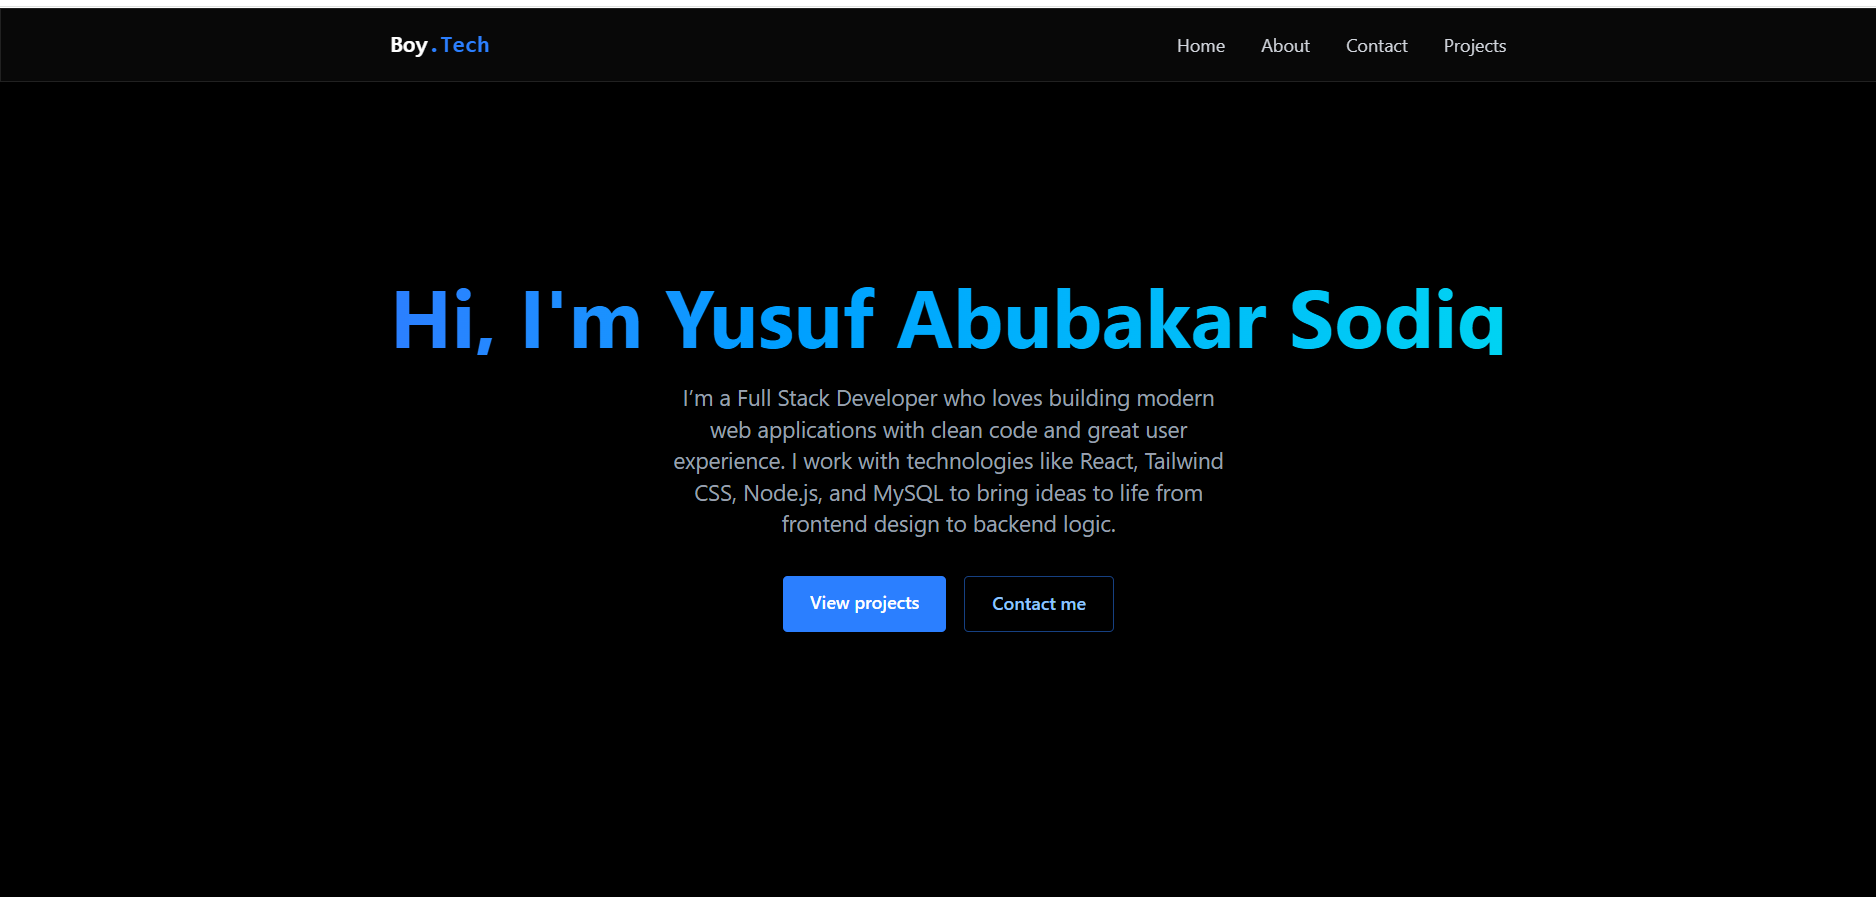 Boy.Tech
Home About Contact Projects
Hi, I'm Yusuf Abubakar Sodiq
I’m a Full Stack Developer who loves building modern
web applications with clean code and great user
experience. I work with technologies like React, Tailwind
CSS, Node.js, and MySQL to bring ideas to life from
frontend design to backend logic.
View projects Contact me